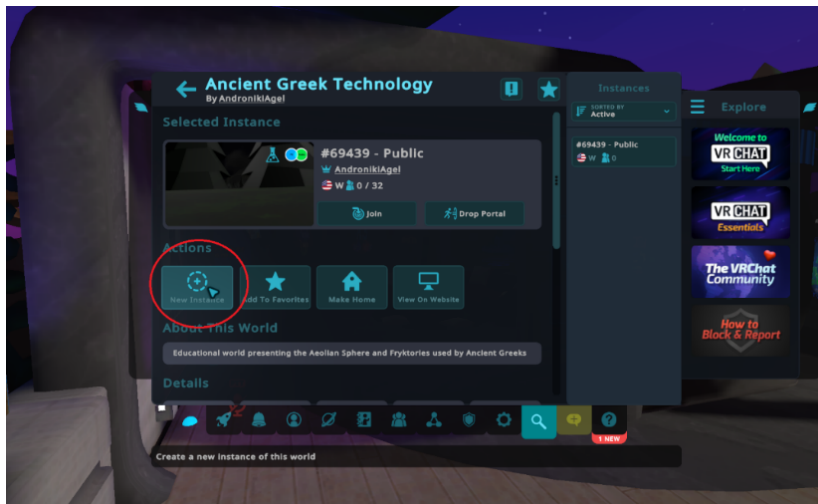 Ancient Greek Technology
By AndronikiAgel
Selected Instance
#69439 - Public
AndronikiAgel
W 0 / 32
Join
Drop Portal
Actions
New Instance
Add To Favorites
Make Home
View On Website
About This World
Educational world presenting the Aeolian Sphere and Fryktories used by Ancient Greeks
Details
Instances
SORTED BY
Active
#69439 - Public
W 0
Explore
Welcome to
VRCHAT
Start Here
VRCHAT
Essentials
The VRChat
Community
How to
Block & Report
1 NEW
Create a new instance of this world